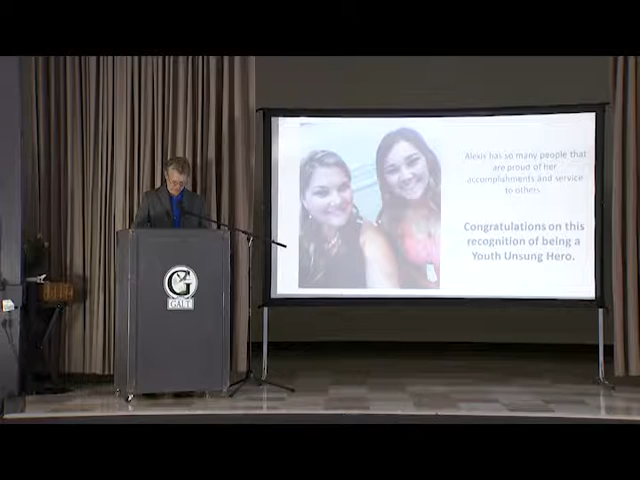 Alexis has so many people that
are proud of her
accomplishments and service
to others.
Congratulations on this
recognition of being a
Youth Unsung Hero.
G
GALT